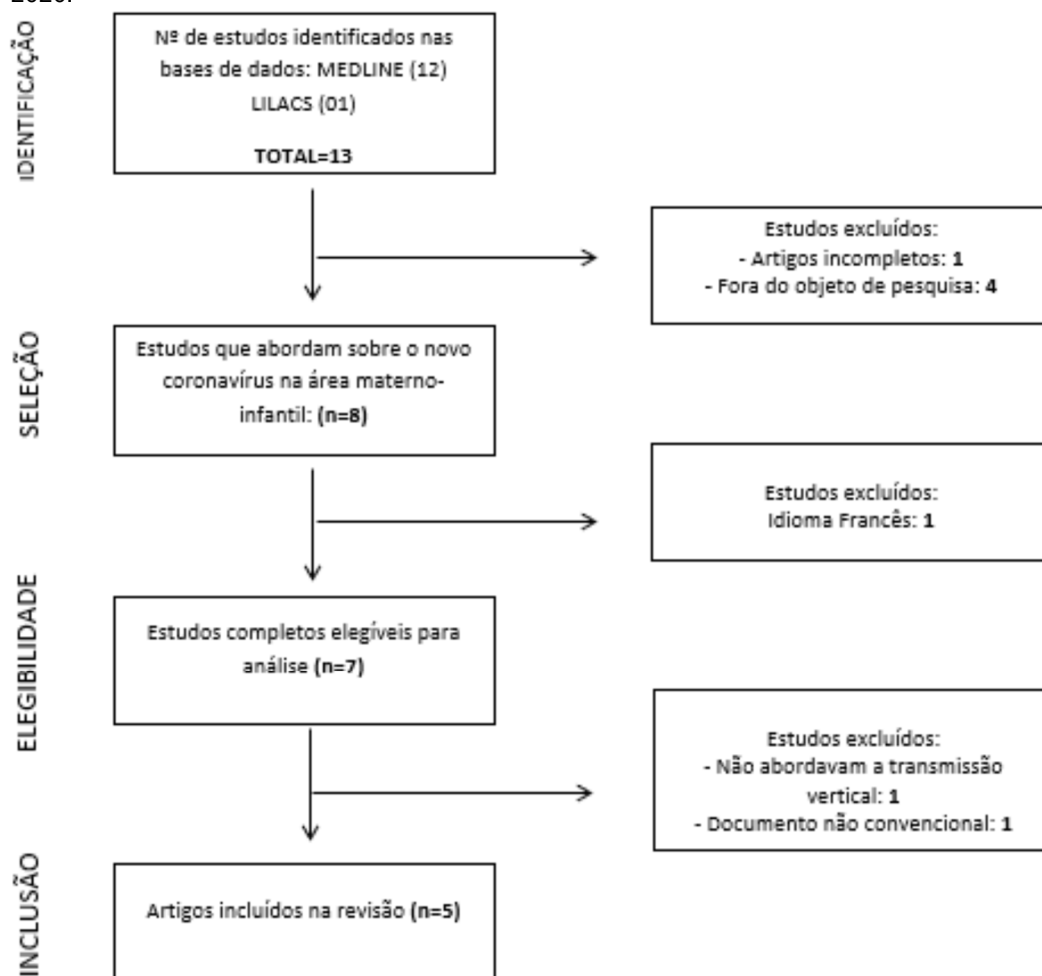 2020.
IDENTIFICAÇÃO
Nº de estudos identificados nas
bases de dados: MEDLINE (12)
LILACS (01)
TOTAL=13
Estudos excluídos:
- Artigos incompletos: 1
- Fora do objeto de pesquisa: 4
SELEÇÃO
Estudos que abordam sobre o novo
coronavírus na área materno-
infantil: (n=8)
Estudos excluídos:
Idioma Francês: 1
ELEGIBILIDADE
Estudos completos elegíveis para
análise (n=7)
Estudos excluídos:
- Não abordavam a transmissão
vertical: 1
- Documento não convencional: 1
INCLUSÃO
Artigos incluídos na revisão (n=5)